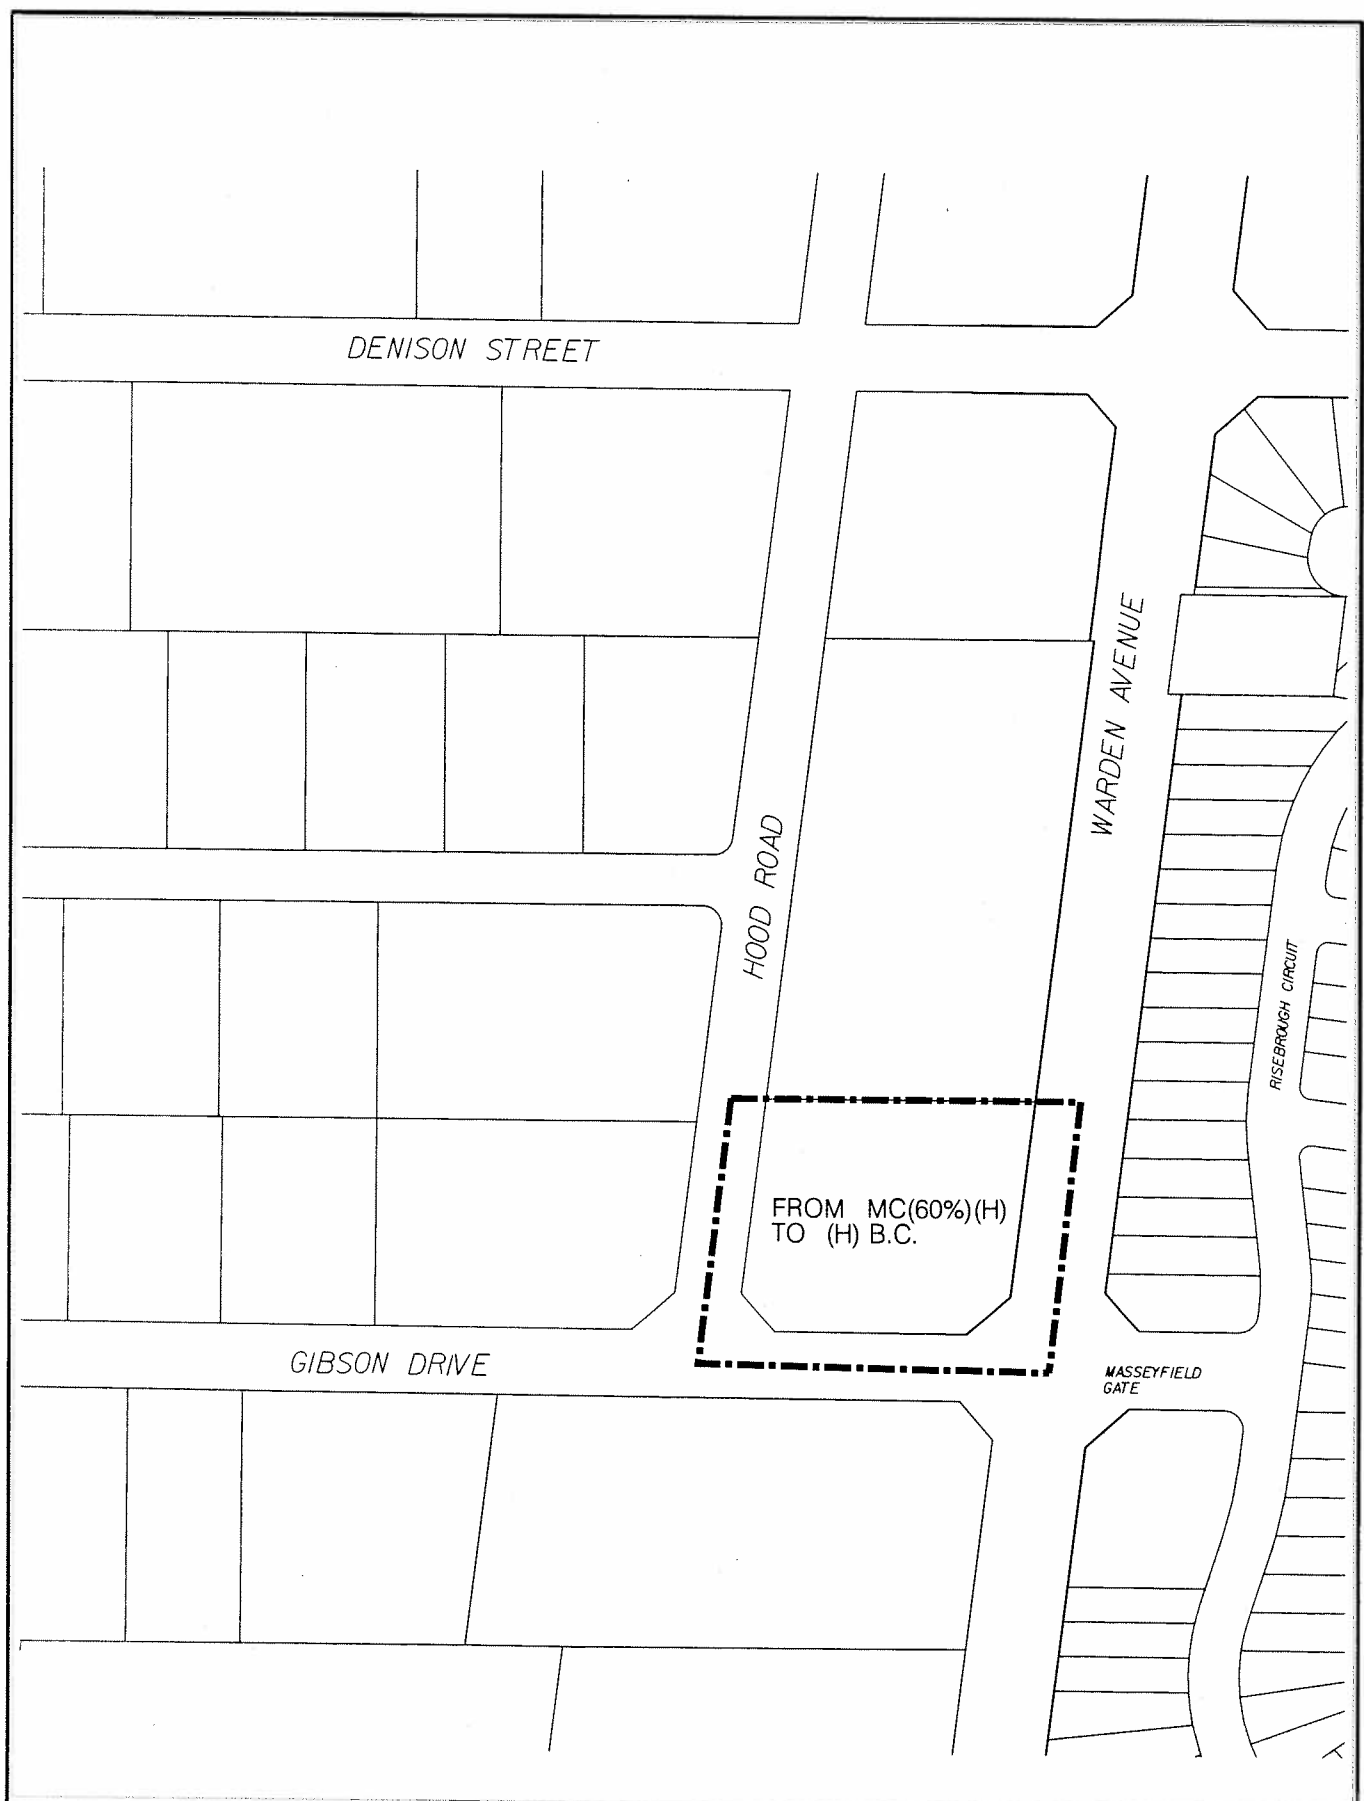 DENISON STREET
WARDEN AVENUE
HOOD ROAD
RISEBROUGH CIRCUIT
FROM MC(60%)(H)
TO (H) B.C.
GIBSON DRIVE
MASSEYFIELD
GATE